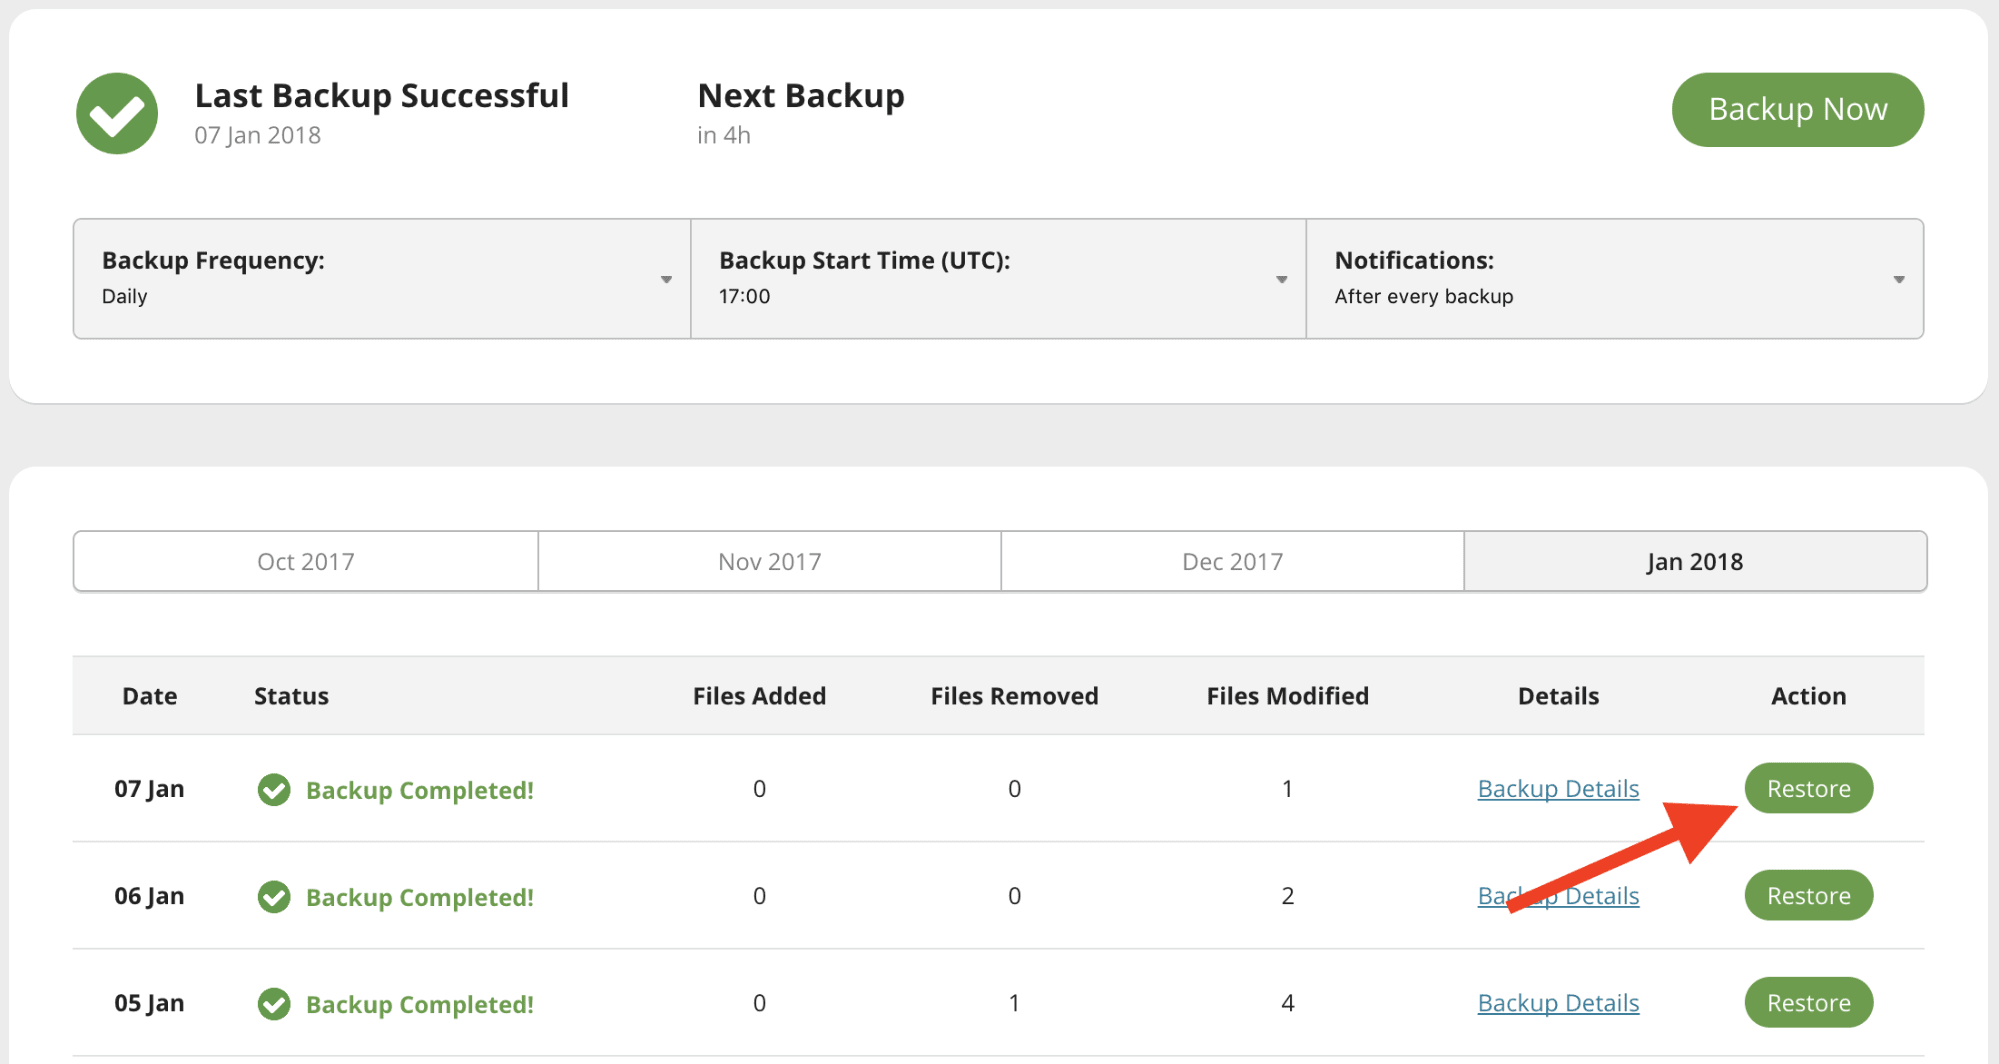 Last Backup Successful
07 Jan 2018
Next Backup
in 4h
Backup Now
Backup Frequency:
Daily
Backup Start Time (UTC):
17:00
Notifications:
After every backup
Oct 2017 Nov 2017 Dec 2017 Jan 2018
Date Status Files Added Files Removed Files Modified Details Action
07 Jan Backup Completed! 0 0 1 Backup Details Restore
06 Jan Backup Completed! 0 0 2 Backup Details Restore
05 Jan Backup Completed! 0 1 4 Backup Details Restore